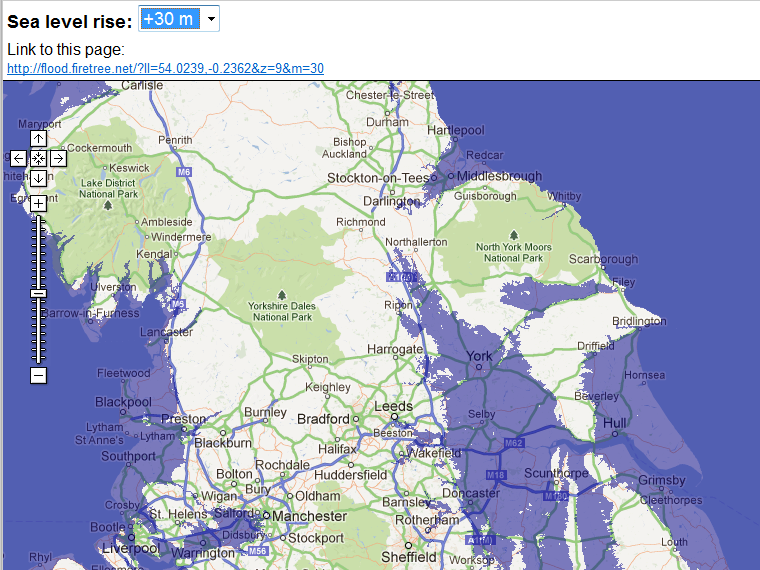 Sea level rise: +30 m
Link to this page:
http://flood.firetree.net/?ll=54.0239,-0.2362&z=9&m=30
Carlisle
Chester-le-Street
Durham
Maryport
Hartlepool
Penrith
Bishop
Auckland
Cockermouth
Redcar
Keswick
M6
Stockton-on-Tees
Middlesbrough
Lake District
National Park
Darlington
Guisborough
Whitby
Ambleside
Richmond
Windermere
Northallerton
North York Moors
National Park
Kendal
Scarborough
Ulverston
A1(M)
Filey
M5
Yorkshire Dales
National Park
Ripon
Barrow-in-Furness
Bridlington
Lancaster
Driffield
Harrogate
York
Skipton
Fleetwood
Hornsea
Keighley
Blackpool
Beverley
Leeds
Burnley
Bradford
Selby
Preston
Hull
Lytham
St Anne's
Lytham
Beeston
Blackburn
M62
Halifax
Wakefield
Southport
Rochdale
Bolton
Huddersfield
M18
Scunthorpe
Grimsby
Bury
Wigan
Oldham
Doncaster
Cleethorpes
Crosby
Barnsley
St. Helens
Salford
Manchester
Rotherham
Bootle
Didsbury
Stockport
Louth
Liverpool
Warrington
M56
A1(M)
Sheffield
Rhyl
Worksop